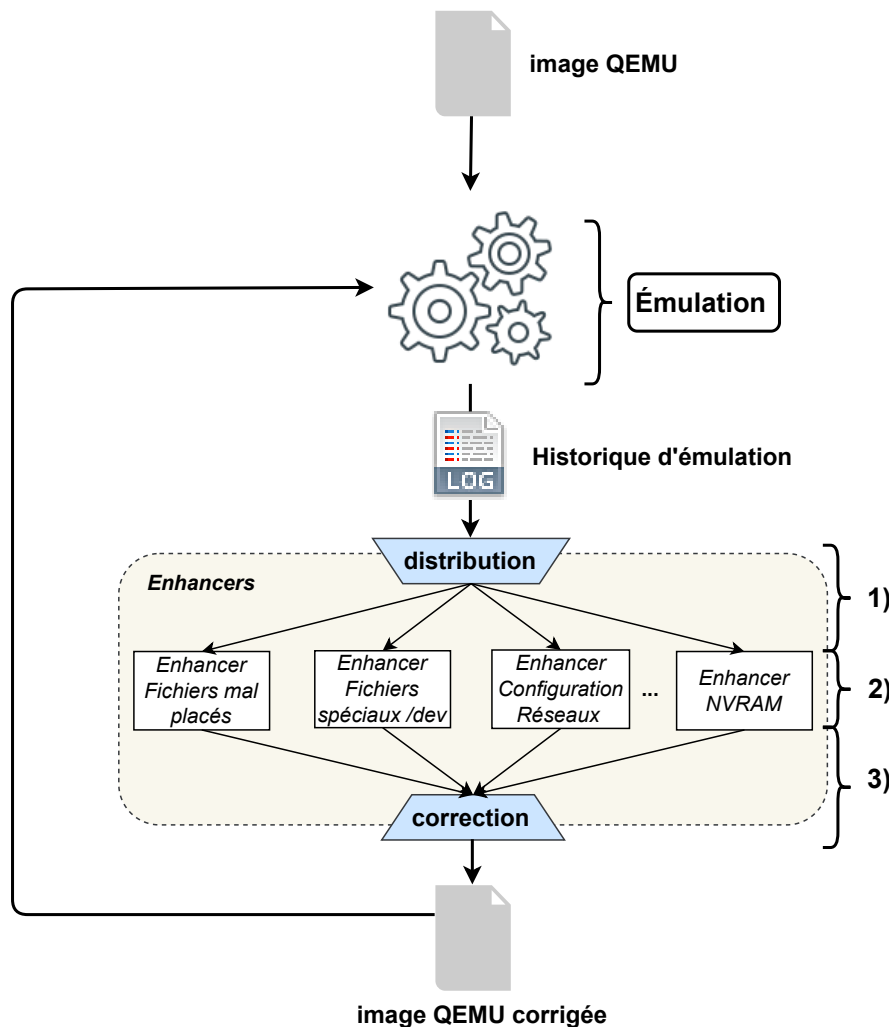 image QEMU
Émulation
LOG
Historique d'émulation
distribution
Enhancers
1)
Enhancer
Fichiers mal
placés
Enhancer
Fichiers
spéciaux /dev
Enhancer
Configuration
Réseaux
...
Enhancer
NVRAM
2)
3)
correction
image QEMU corrigée